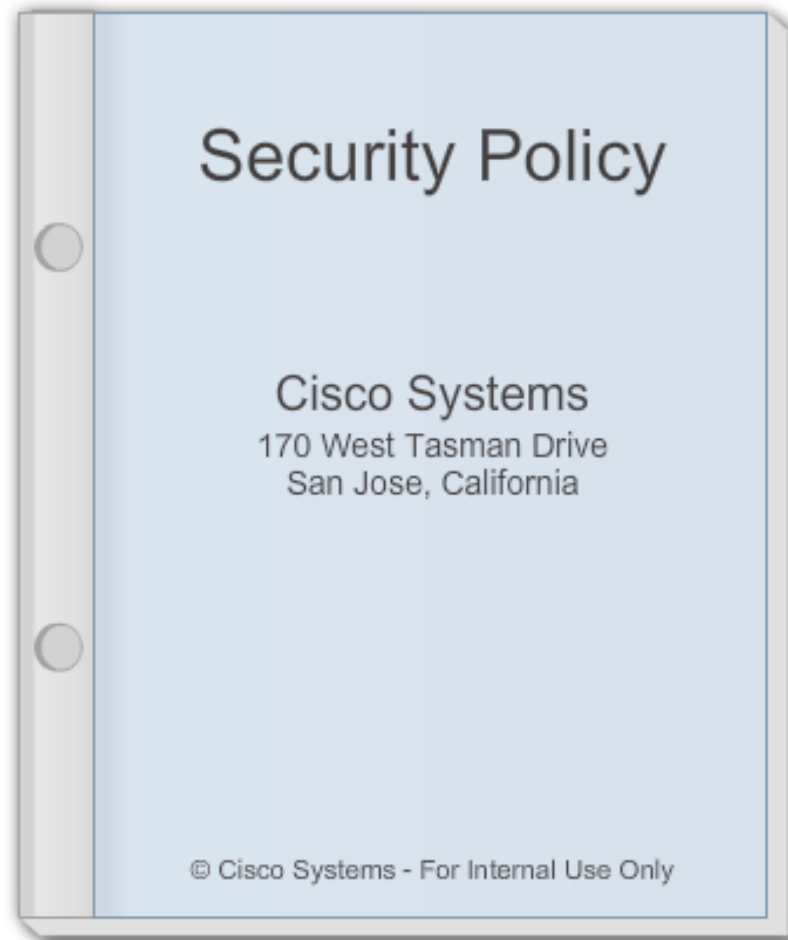 Security Policy
Cisco Systems
170 West Tasman Drive
San Jose, California
© Cisco Systems - For Internal Use Only